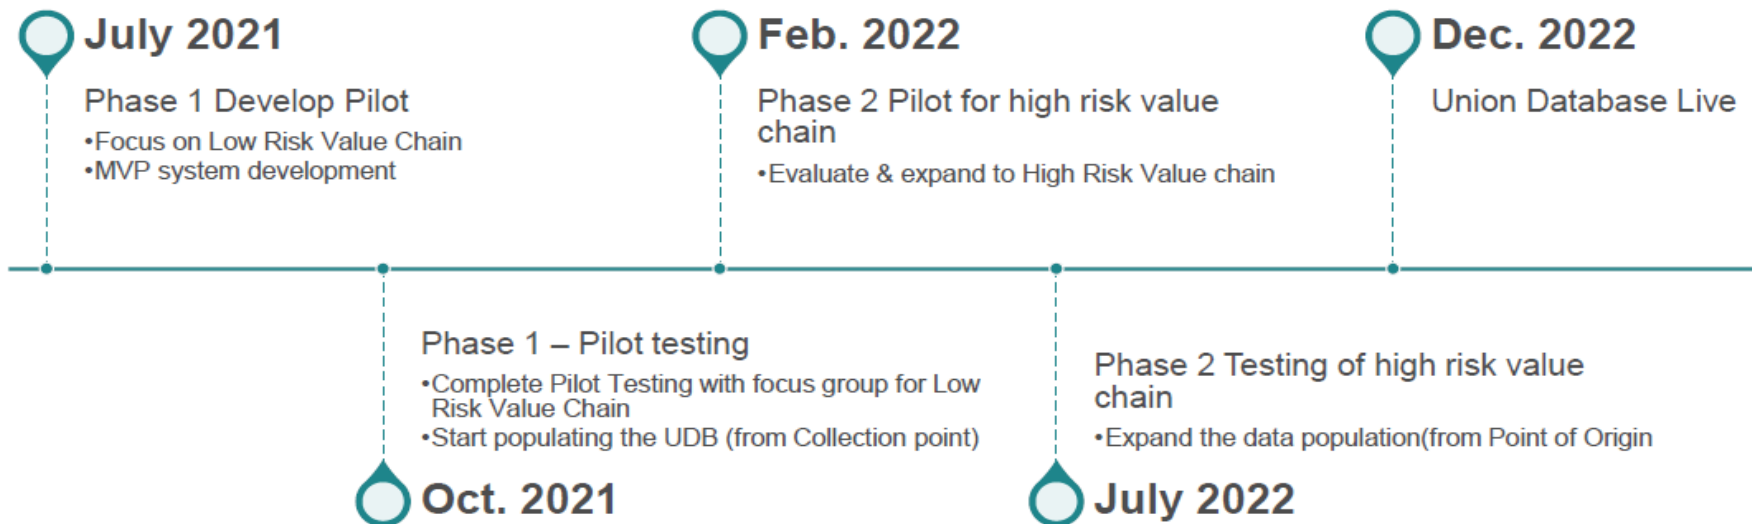 July 2021
Phase 1 Develop Pilot
•Focus on Low Risk Value Chain
•MVP system development
Feb. 2022
Phase 2 Pilot for high risk value
chain
•Evaluate & expand to High Risk Value chain
Dec. 2022
Union Database Live
Phase 1 – Pilot testing
•Complete Pilot Testing with focus group for Low
Risk Value Chain
•Start populating the UDB (from Collection point)
Oct. 2021
Phase 2 Testing of high risk value
chain
•Expand the data population(from Point of Origin
July 2022